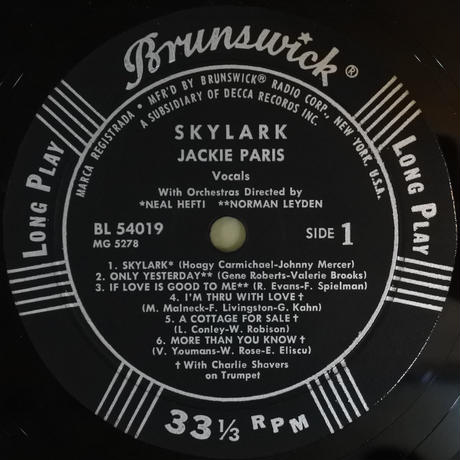 Brunswick®
MARCA REGISTRADA • MFR'D BY BRUNSWICK® RADIO CORP., NEW YORK, U.S.A.
A SUBSIDIARY OF DECCA RECORDS INC.
LONG PLAY
LONG PLAY
SKYLARK
JACKIE PARIS
Vocals
With Orchestras Directed by
*NEAL HEFTI **NORMAN LEYDEN
BL 54019
MG 5278
SIDE 1
1. SKYLARK* (Hoagy Carmichael-Johnny Mercer)
2. ONLY YESTERDAY** (Gene Roberts-Valerie Brooks)
3. IF LOVE IS GOOD TO ME** (R. Evans-F. Spielman)
4. I'M THRU WITH LOVE†
(M. Malneck-F. Livingston-G. Kahn)
5. A COTTAGE FOR SALE†
(L. Conley-W. Robison)
6. MORE THAN YOU KNOW†
(V. Youmans-W. Rose-E. Eliscu)
† With Charlie Shavers
on Trumpet
33 1/3 RPM